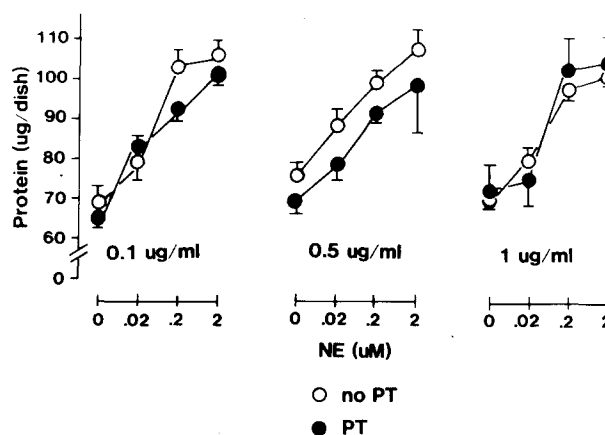 Protein (ug/dish)
110
100
90
80
70
60
0
0.1 ug/ml
0.5 ug/ml
1 ug/ml
0 .02 .2 2
0 .02 .2 2
0 .02 .2 2
NE (uM)
no PT
PT